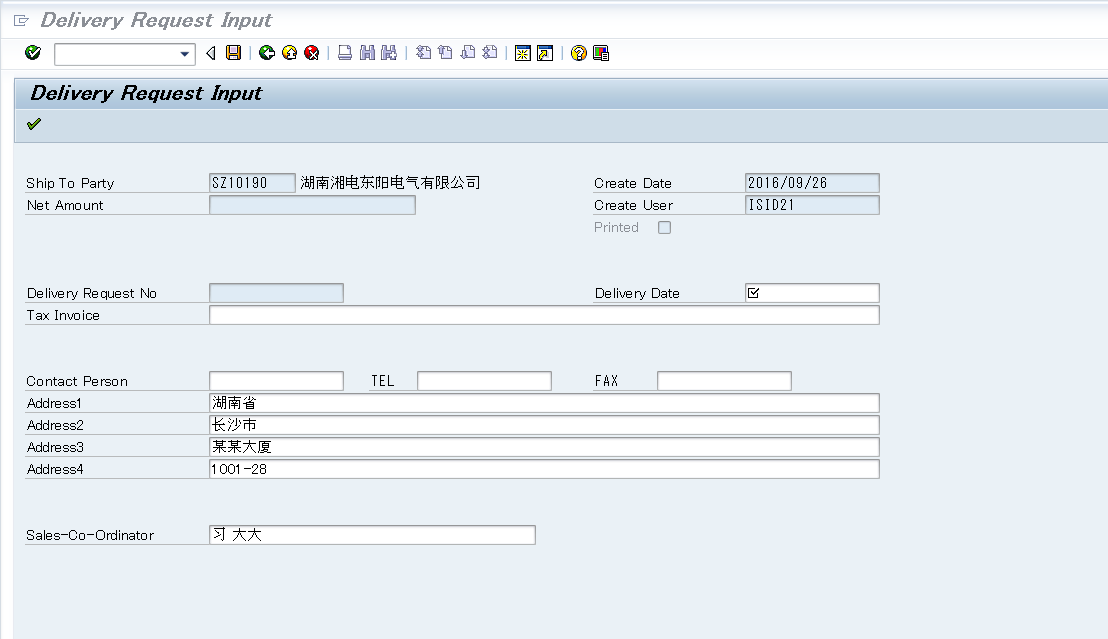 Delivery Request Input
Delivery Request Input
Ship To Party SZ10190 湖南湘电东阳电气有限公司 Create Date 2016/09/26
Net Amount Create User ISID21
Printed
Delivery Request No Delivery Date
Tax Invoice
Contact Person TEL FAX
Address1 湖南省
Address2 长沙市
Address3 某某大厦
Address4 1001-28
Sales-Co-Ordinator 习 大大